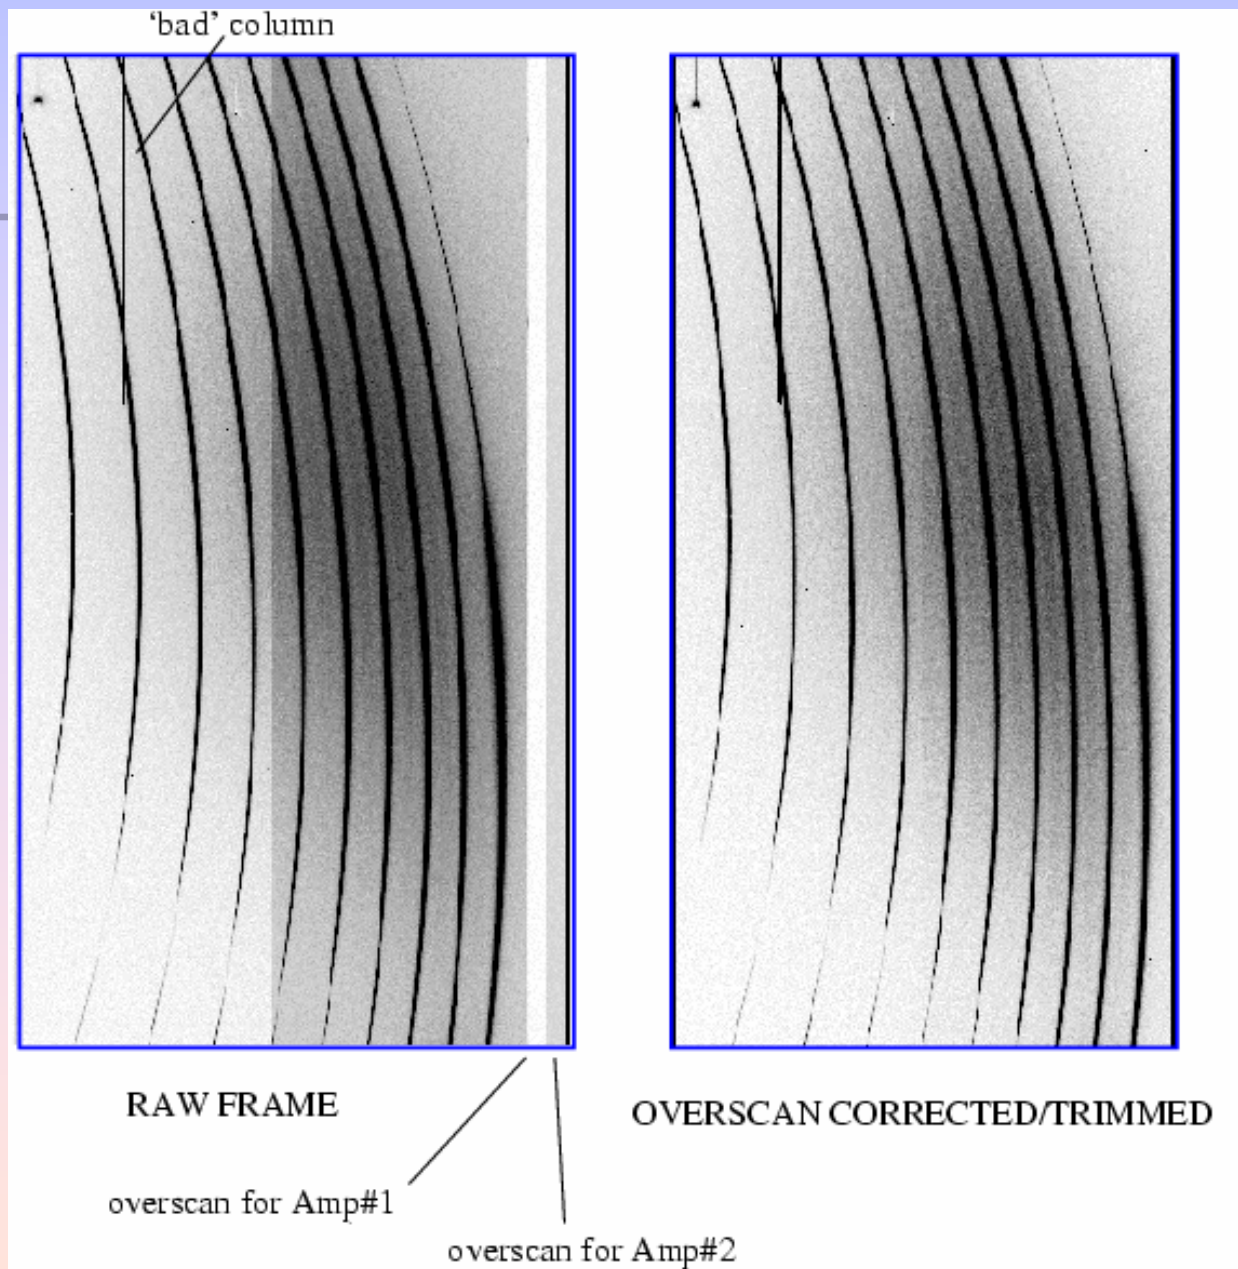 ‘bad’ column
RAW FRAME
OVERSCAN CORRECTED/TRIMMED
overscan for Amp#1
overscan for Amp#2